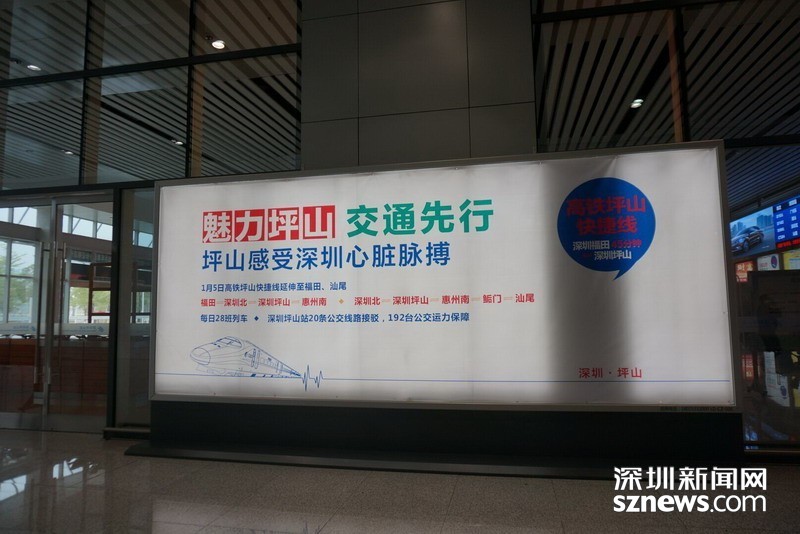 魅力坪山 交通先行
坪山感受深圳心脏脉搏
1月5日高铁坪山快捷线延伸至福田、汕尾
福田 深圳北 深圳坪山 惠州南 深圳北 深圳坪山 惠州南 鲘门 汕尾
每日28班列车 ◆ 深圳坪山站20条公交线路接驳，192台公交运力保障
高铁坪山
快捷线
深圳福田
分钟
深圳坪山
深圳·坪山
深圳新闻网
sznews.com